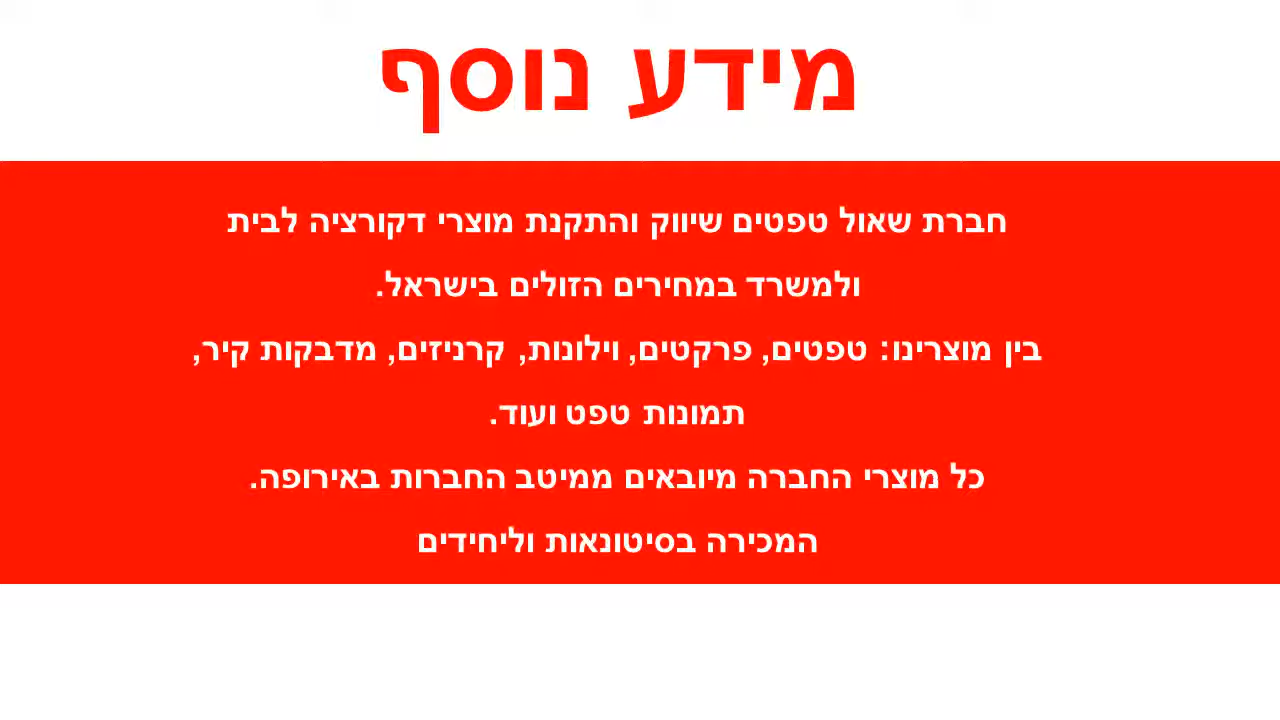 מידע נוסף
חברת שאול טפטים שיווק והתקנת מוצרי דקורציה לבית
ולמשרד במחירים הזולים בישראל.
בין מוצרינו: טפטים, פרקטים, וילונות, קרניזים, מדבקות קיר,
תמונות טפט ועוד.
כל מוצרי החברה מיובאים ממיטב החברות באירופה.
המכירה בסיטונאות וליחידים